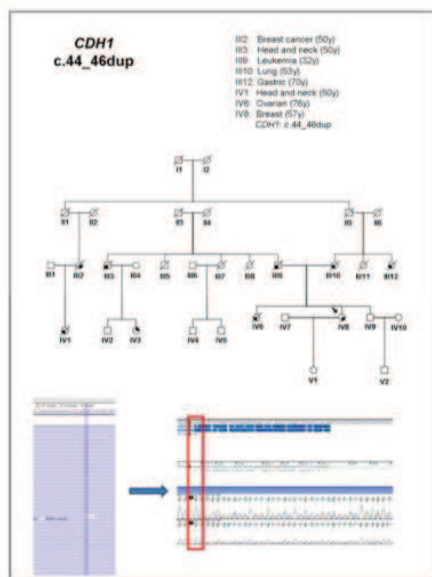 CDH1
c.44_46dup
III2: Breast cancer (50y)
III3: Head and neck (50y)
III9: Leukemia (32y)
III10: Lung (53y)
III12: Gastric (70y)
IV1: Head and neck (50y)
IV6: Ovarian (76y)
IV8: Breast (57y)
CDH1: c.44_46dup
I1 I2
II1 II2 II3 II4 II5 II6
III1 III2 III3 III4 III5 III6 III7 III8 III9 III10 III11 III12
IV1 IV2 IV3 IV4 IV5 IV6 IV7 IV8 IV9 IV10
V1 V2